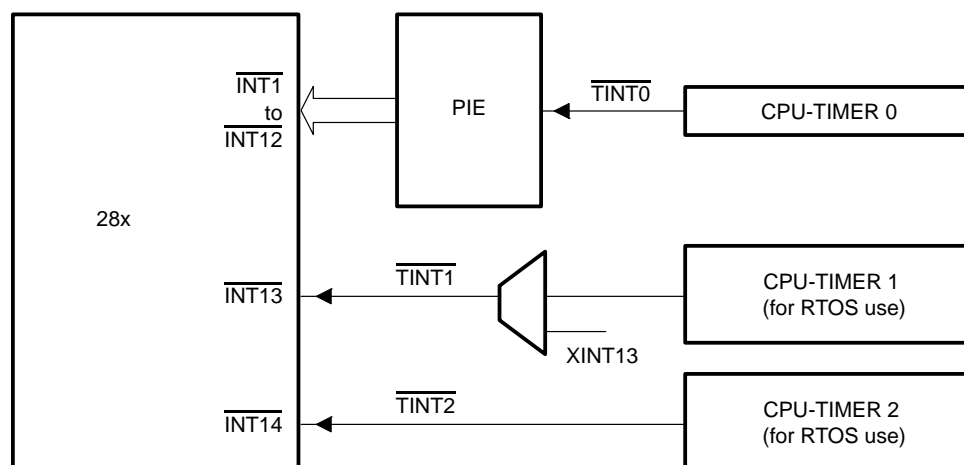 INT1
to
INT12
PIE
TINT0
CPU-TIMER 0
28x
INT13
TINT1
CPU-TIMER 1
(for RTOS use)
XINT13
INT14
TINT2
CPU-TIMER 2
(for RTOS use)